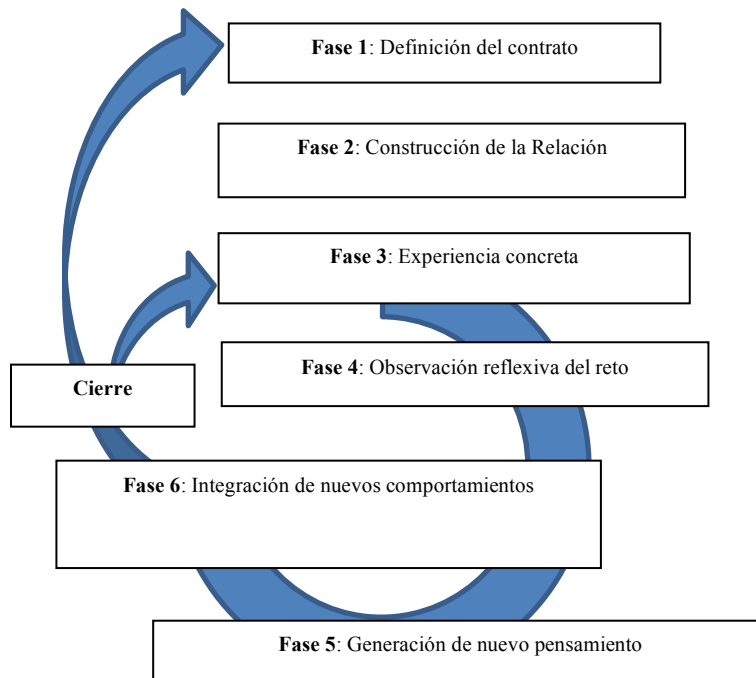 Fase 1: Definición del contrato
Fase 2: Construcción de la Relación
Fase 3: Experiencia concreta
Fase 4: Observación reflexiva del reto
Cierre
Fase 6: Integración de nuevos comportamientos
Fase 5: Generación de nuevo pensamiento